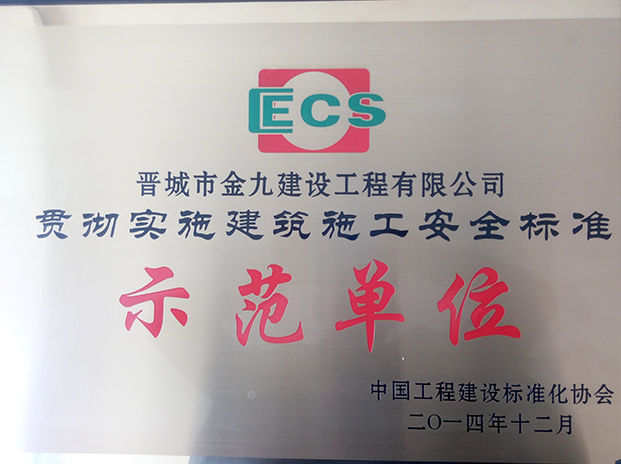 CECS
晋城市金九建设工程有限公司
贯彻实施建筑施工安全标准
示范单位
中国工程建设标准化协会
二〇一四年十二月